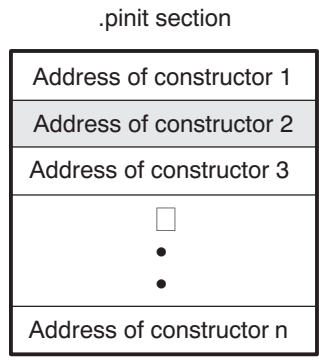 .pinit section
Address of constructor 1
Address of constructor 2
Address of constructor 3
□
•
•
Address of constructor n